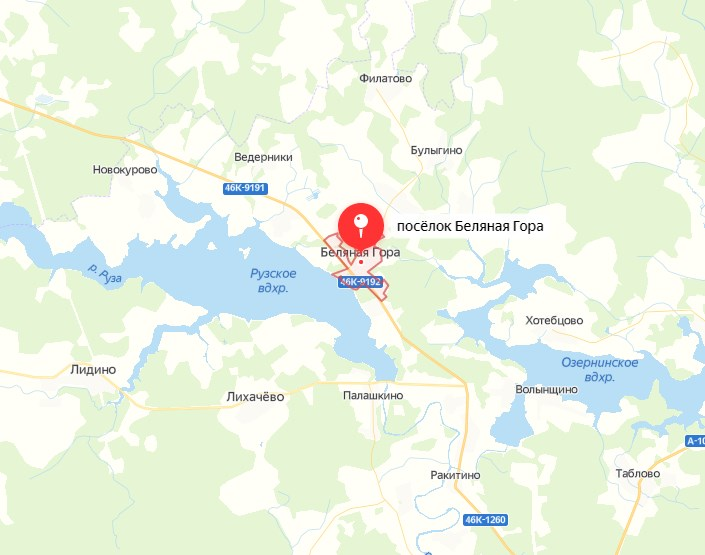 Филатово
Булыгино
Ведерники
Новокурово
46К-9191
посёлок Беляная Гора
Беляная Гора
р. Руза
Рузское
вдхр.
46К-9192
Хотебцово
Озернинское
вдхр.
Лидино
Лихачёво
Палашкино
Волынщино
Ракитино
Таблово
46К-1260